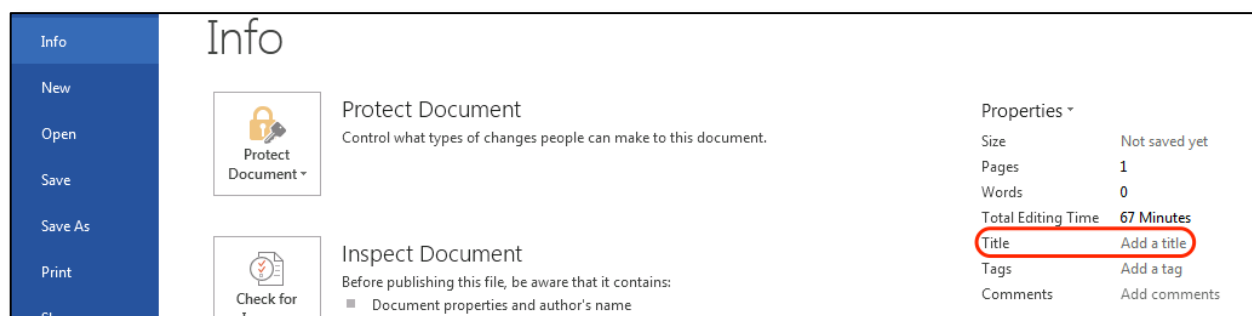 Info
New
Open
Save
Save As
Print
Info
Protect
Document
Protect Document
Control what types of changes people can make to this document.
Check for
Inspect Document
Before publishing this file, be aware that it contains:
Document properties and author's name
Properties
Size Not saved yet
Pages 1
Words 0
Total Editing Time 67 Minutes
Title Add a title
Tags Add a tag
Comments Add comments